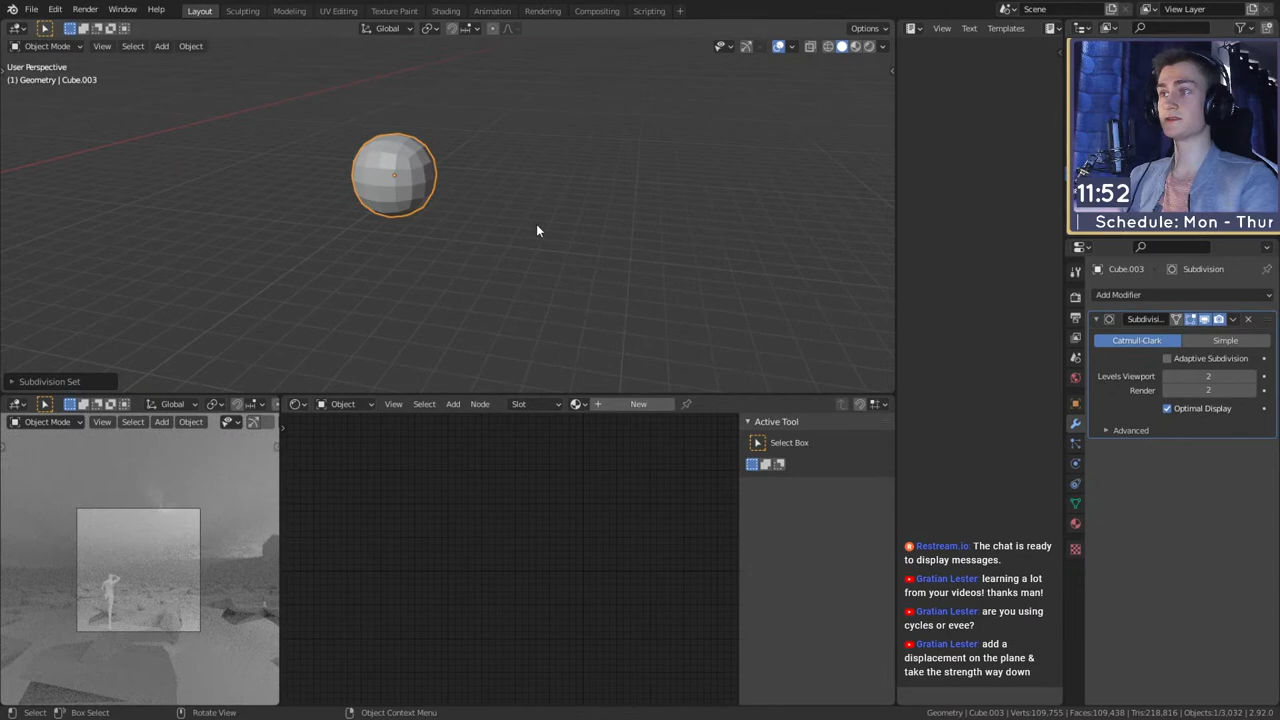 File Edit Render Window Help Layout Sculpting Modeling UV Editing Texture Paint Shading Animation Rendering Compositing Scripting + Scene View Layer
Global Options View Text Templates
Object Mode View Select Add Object
User Perspective
(1) Geometry | Cube.003
11:52
Schedule: Mon - Thur
Cube.003 Subdivision
Add Modifier
Subdivisi...
Catmull-Clark Simple
Adaptive Subdivision
Levels Viewport 2
Render 2
Optimal Display
Advanced
Subdivision Set
Global Object View Select Add Node Slot New
Object Mode View Select Add Object
Active Tool
Select Box
Restream.io: The chat is ready
to display messages.
Gratian Lester: learning a lot
from your videos! thanks man!
Gratian Lester: are you using
cycles or evee?
Gratian Lester: add a
displacement on the plane &
take the strength way down
Select Box Select Rotate View Object Context Menu Geometry | Cube.003 | Verts:109,755 | Faces:109,438 | Tris:218,816 | Objects:1/3,032 | 2.92.0